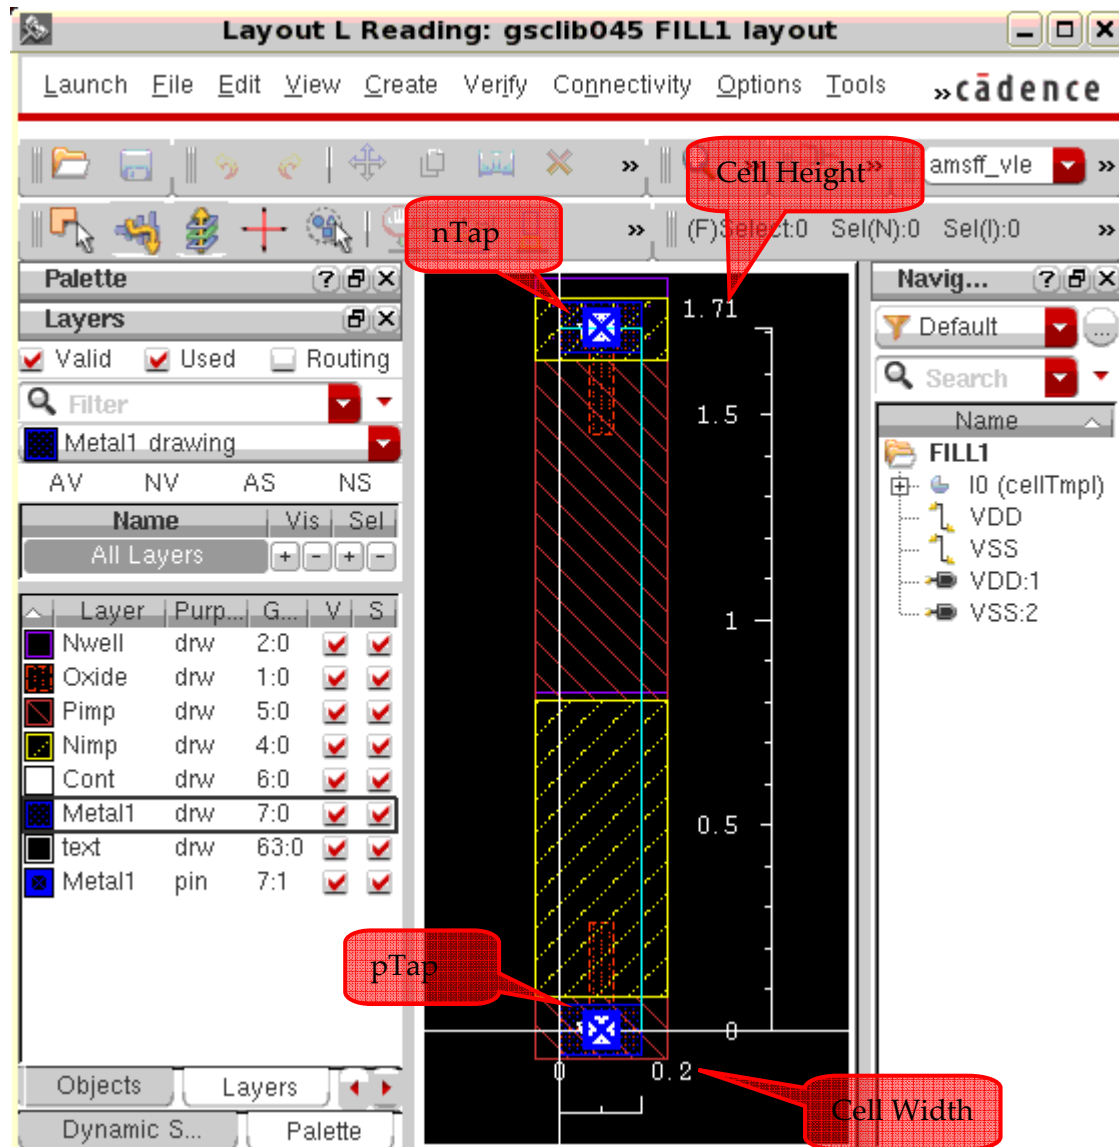 Layout L Reading: gsclib045 FILL1 layout
Launch File Edit View Create Verify Connectivity Options Tools » cādence
» Cell Height » amsff_vle »
nTap » (F)Select:0 Sel(N):0 Sel(I):0 »
Palette
Layers
Valid Used Routing
Filter
Metal1 drawing
AV NV AS NS
Name Vis Sel
All Layers + - + -
Layer Purp... G... V S
Nwell drw 2:0
Oxide drw 1:0
Pimp drw 5:0
Nimp drw 4:0
Cont drw 6:0
Metal1 drw 7:0
text drw 63:0
Metal1 pin 7:1
Objects Layers
Dynamic S... Palette
1.71
1.5
1
0.5
pTap
0
0 0.2
Cell Width
Navig...
Default ...
Search
Name
FILL1
I0 (cellTmpl)
VDD
VSS
VDD:1
VSS:2